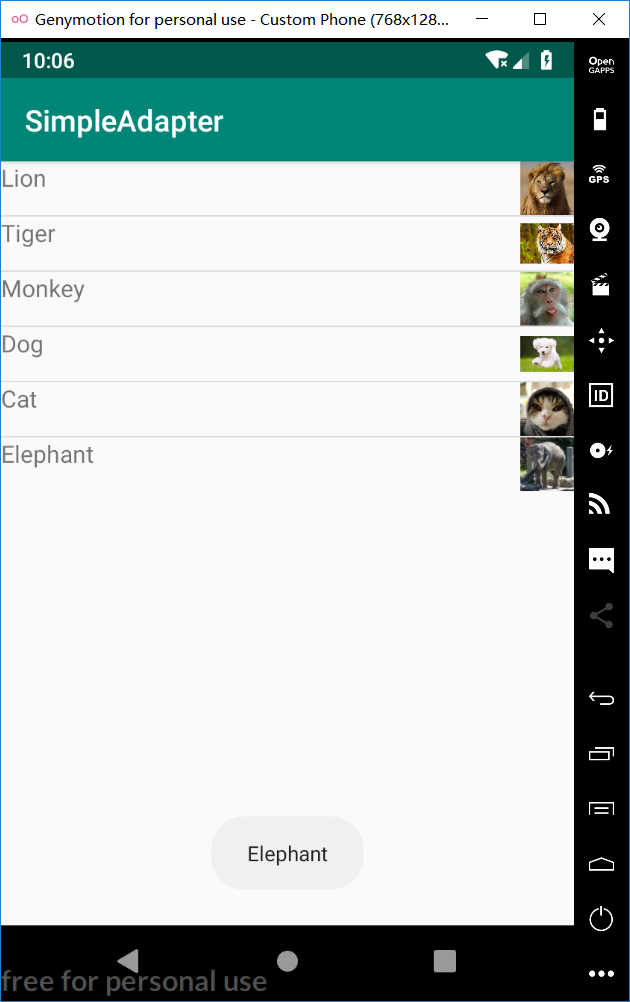 Genymotion for personal use - Custom Phone (768x128...
10:06
Open
GAPPS
SimpleAdapter
Lion
GPS
Tiger
Monkey
Dog
Cat
ID
Elephant
Elephant
free for personal use